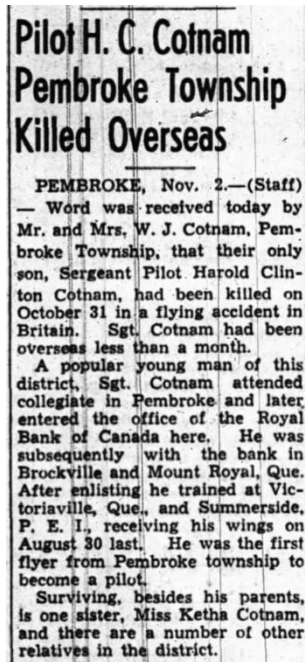 Pilot H. C. Cotnam
Pembroke Township
Killed Overseas
PEMBROKE, Nov. 2.—(Staff)
— Word was received today by
Mr. and Mrs. W. J. Cotnam, Pem-
broke Township, that their only
son, Sergeant Pilot Harold Clin-
ton Cotnam, had been killed on
October 31 in a flying accident in
Britain. Sgt. Cotnam had been
overseas less than a month.
A popular young man of this
district, Sgt. Cotnam attended
collegiate in Pembroke and later
entered the office of the Royal
Bank of Canada here. He was
subsequently with the bank in
Brockville and Mount Royal, Que.
After enlisting he trained at Vic-
toriaville, Que., and Summerside,
P. E. I., receiving his wings on
August 30 last. He was the first
flyer from Pembroke township to
become a pilot.
Surviving, besides his parents,
is one sister, Miss Ketha Cotnam,
and there are a number of other
relatives in the district.